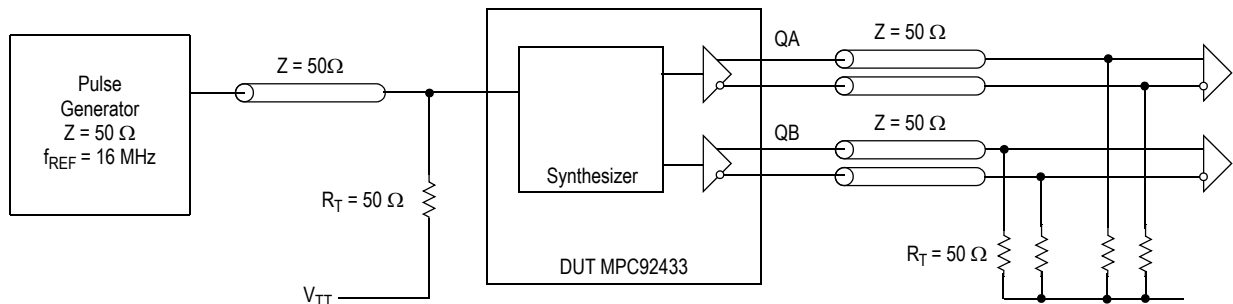 Pulse
Generator
Z = 50 Ω
fREF = 16 MHz
Z = 50Ω
RT = 50 Ω
VTT
Synthesizer
DUT MPC92433
QA
Z = 50 Ω
QB
Z = 50 Ω
RT = 50 Ω